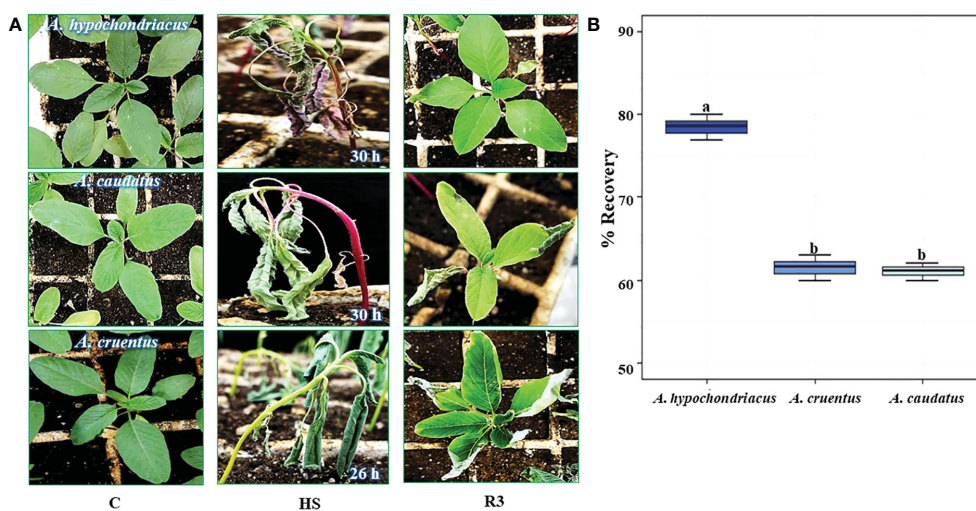 A
A. hypochondriacus
30 h
A. caudatus
30 h
A. cruentus
26 h
C
HS
R3
B
% Recovery
90
80
70
60
50
a
b
b
A. hypochondriacus
A. cruentus
A. caudatus